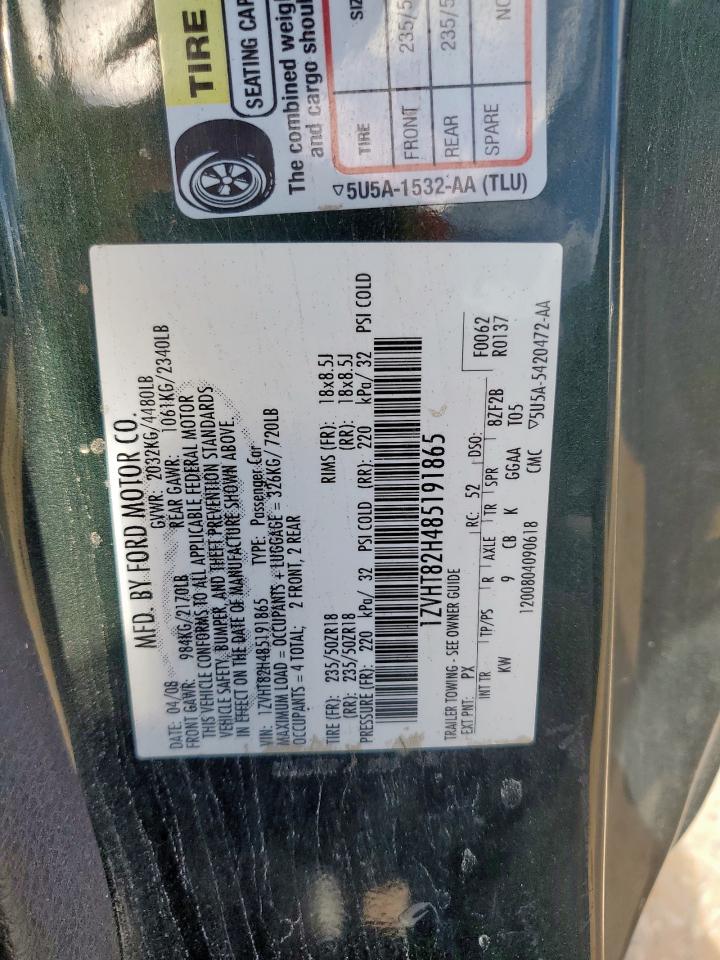 TIRE
SEATING CAP
The combined weigh
and cargo shoul
TIRE SIZ
FRONT 235/5
REAR 235/5
SPARE NO
▽5U5A-1532-AA (TLU)
MFD. BY FORD MOTOR CO.
DATE: 04/08 GVWR: 2032KG/4480LB
FRONT GAWR: 984KG/2170LB REAR GAWR: 1061KG/2340LB
THIS VEHICLE CONFORMS TO ALL APPLICABLE FEDERAL MOTOR
VEHICLE SAFETY, BUMPER, AND THEFT PREVENTION STANDARDS
IN EFFECT ON THE DATE OF MANUFACTURE SHOWN ABOVE.
VIN: 1ZVHT82H485191865 TYPE: Passenger Car
MAXIMUM LOAD = OCCUPANTS + LUGGAGE = 326KG/720LB
OCCUPANTS = 4 TOTAL; 2 FRONT, 2 REAR
TIRE (FR): 235/50ZR18 RIMS (FR): 18x8.5J
(RR): 235/50ZR18 (RR): 18x8.5J
PRESSURE (FR): 220 kPa/ 32 PSI COLD (RR): 220 kPa/ 32 PSI COLD
1ZVHT82H485191865
TRAILER TOWING - SEE OWNER GUIDE
EXT PNT: PX RC: 52 DSO: F0062
R0137
INT TR TP/PS R AXLE TR SPR 8ZF2B
KW 9 CB K GGAA T05
1200804090618 CMC ▽5U5A-5420472-AA